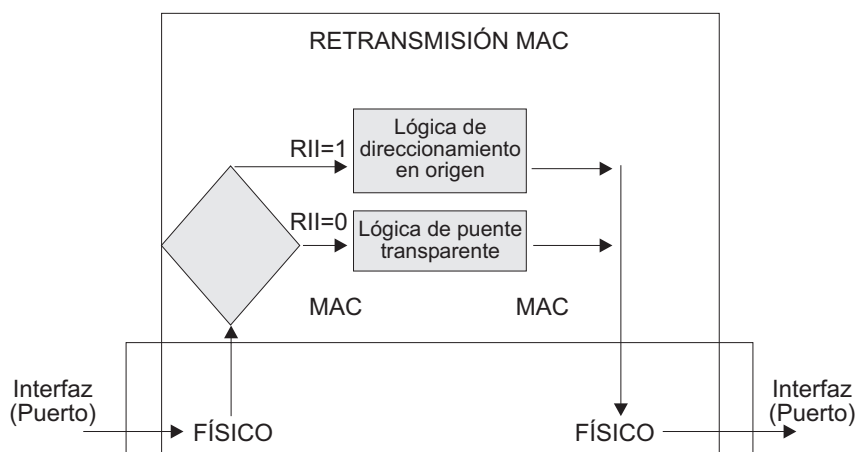 RETRANSMISIÓN MAC
RII=1
Lógica de
direccionamiento
en origen
RII=0
Lógica de puente
transparente
MAC
MAC
Interfaz
(Puerto)
FÍSICO
FÍSICO
Interfaz
(Puerto)